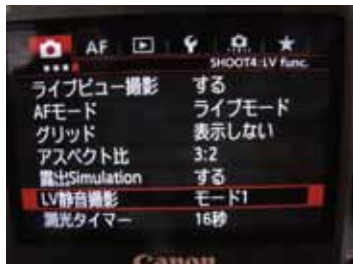 AF
SHOOT4:LV func.
ライブビュー撮影 する
AFモード ライブモード
グリッド 表示しない
アスペクト比 3:2
露出Simulation する
LV静音撮影 モード1
測光タイマー 16秒
Canon